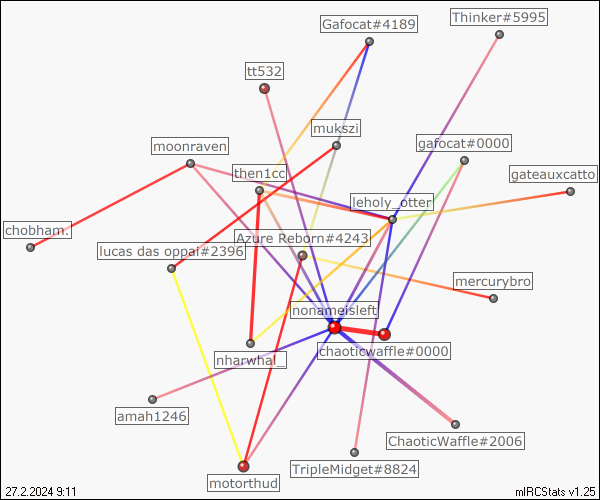 Gafocat#4189
Thinker#5995
tt532
mukszi
moonraven
gafocat#0000
then1cc
gateauxcatto
leholy_otter
chobham.
Azure Reborn#4243
lucas das oppai#2396
mercurybro
nonameisleft
chaoticwaffle#0000
nharwhal_
amah1246
ChaoticWaffle#2006
TripleMidget#8824
motorthud
27.2.2024 9:11
mIRCStats v1.25